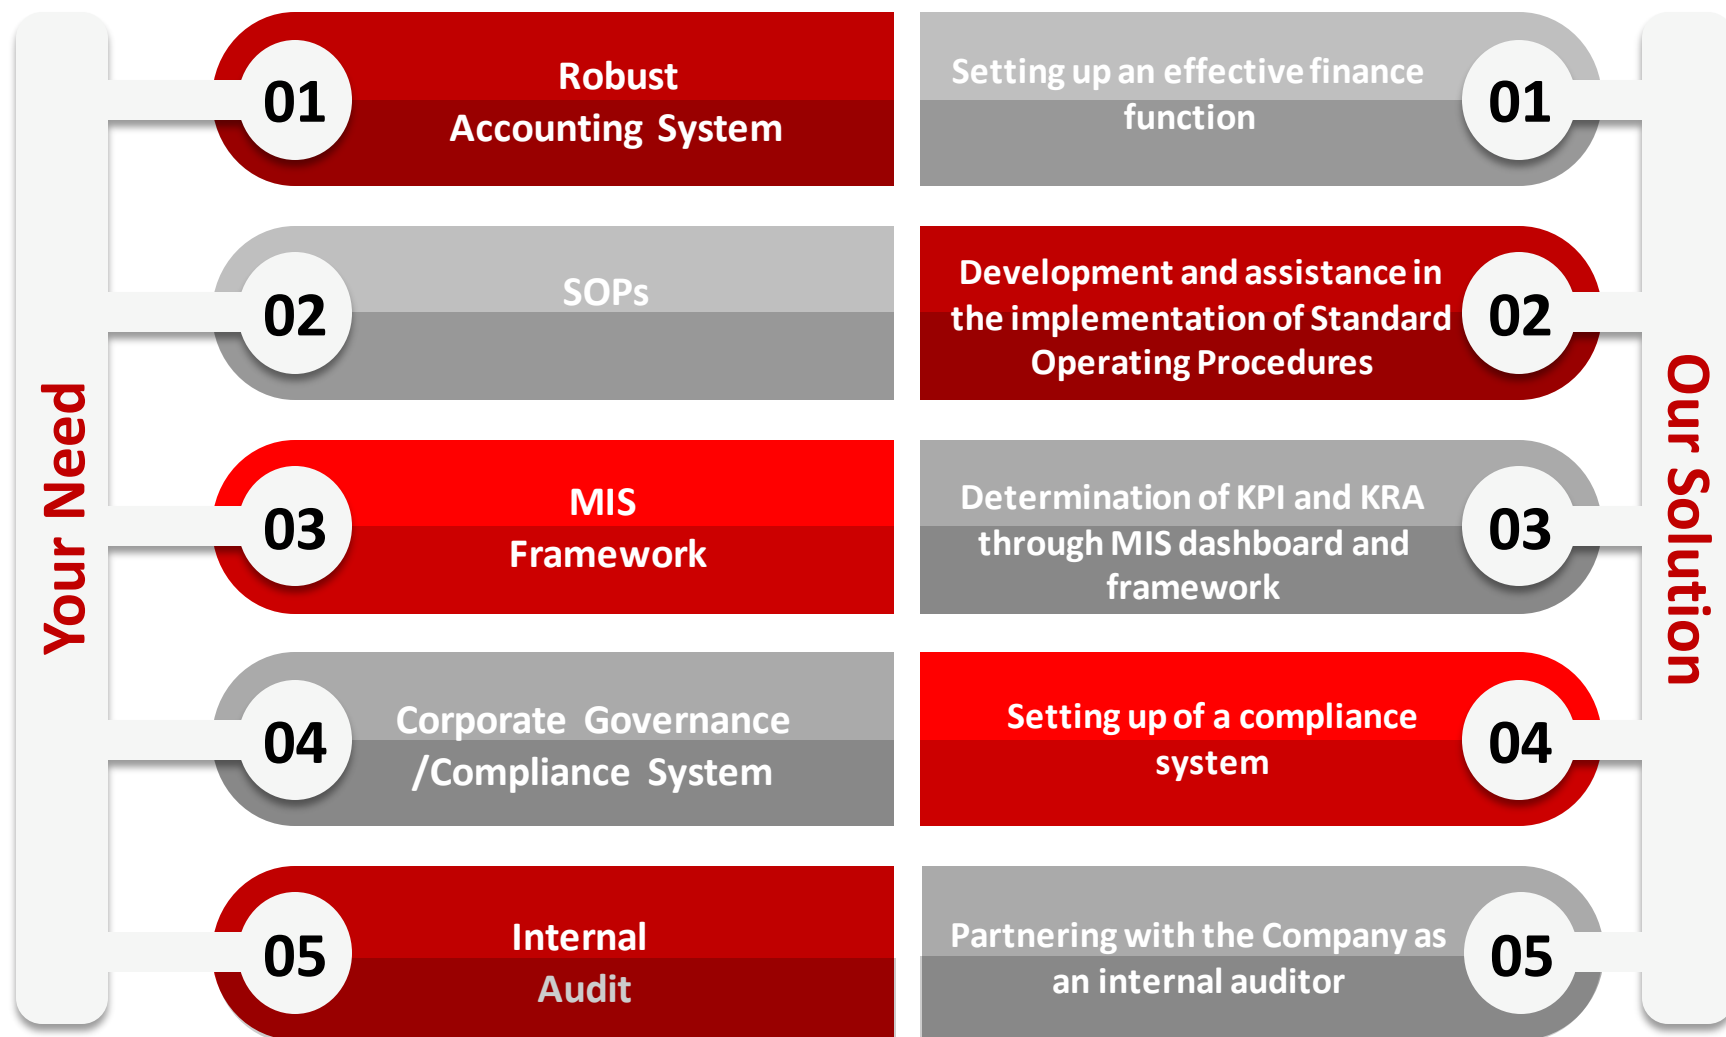 Your Need
01
Robust
Accounting System
Setting up an effective finance
function
01
02
SOPs
Development and assistance in
the implementation of Standard
Operating Procedures
02
03
MIS
Framework
Determination of KPI and KRA
through MIS dashboard and
framework
03
04
Corporate Governance
/Compliance System
Setting up of a compliance
system
04
05
Internal
Audit
Partnering with the Company as
an internal auditor
05
Our Solution